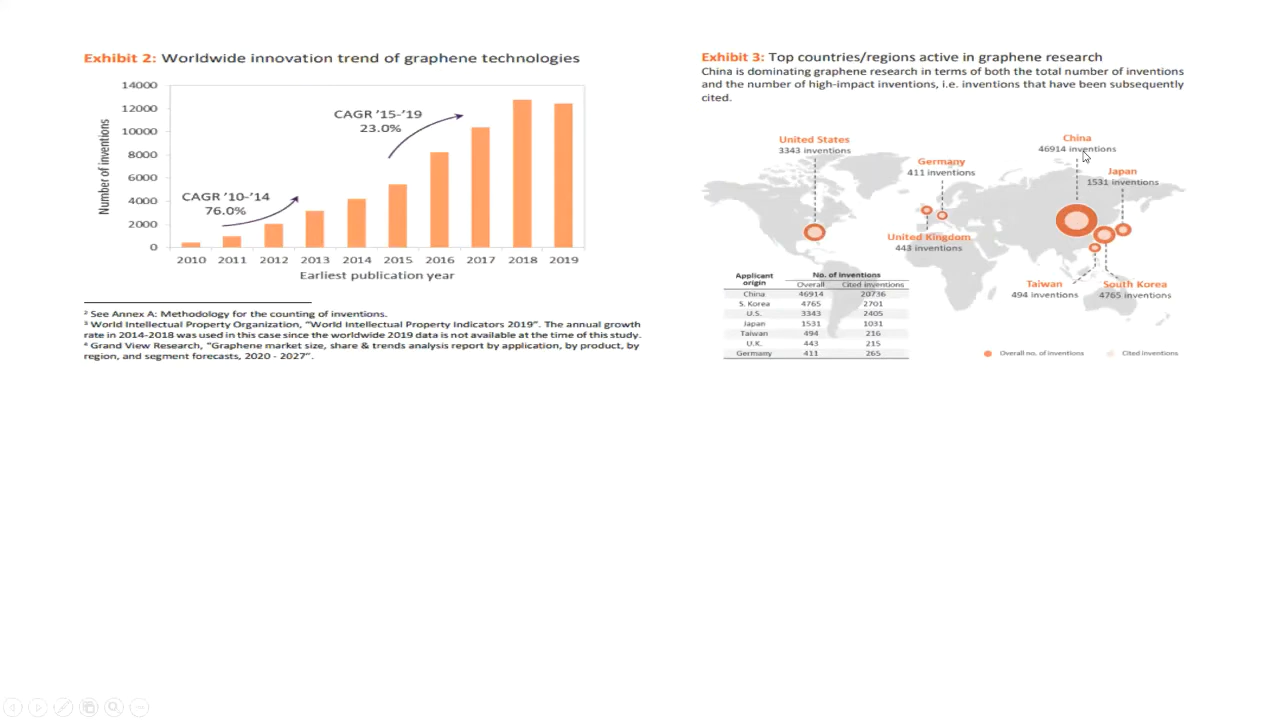 Exhibit 2: Worldwide innovation trend of graphene technologies
14000
12000
10000
8000
6000
4000
2000
0
Number of inventions
CAGR '10-'14
76.0%
CAGR '15-'19
23.0%
2010 2011 2012 2013 2014 2015 2016 2017 2018 2019
Earliest publication year
2 See Annex A: Methodology for the counting of inventions.
3 World Intellectual Property Organization, "World Intellectual Property Indicators 2019". The annual growth
rate in 2014-2018 was used in this case since the worldwide 2019 data is not available at the time of this study.
4 Grand View Research, "Graphene market size, share & trends analysis report by application, by product, by
region, and segment forecasts, 2020 - 2027".
Exhibit 3: Top countries/regions active in graphene research
China is dominating graphene research in terms of both the total number of inventions
and the number of high-impact inventions, i.e. inventions that have been subsequently
cited.
United States
3343 inventions
Germany
411 inventions
China
46914 inventions
Japan
1531 inventions
United Kingdom
443 inventions
Taiwan
494 inventions
South Korea
4765 inventions
Applicant origin No. of inventions
Overall Cited inventions
China 46914 20736
S. Korea 4765 2701
U.S. 3343 2405
Japan 1531 1031
Taiwan 494 216
U.K. 443 215
Germany 411 265
Overall no. of inventions Cited inventions